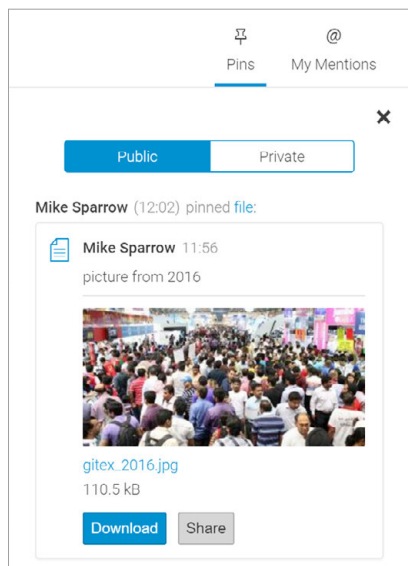 @
Pins My Mentions
Public Private
Mike Sparrow (12:02) pinned file:
Mike Sparrow 11:56
picture from 2016
gitex_2016.jpg
110.5 kB
Download Share